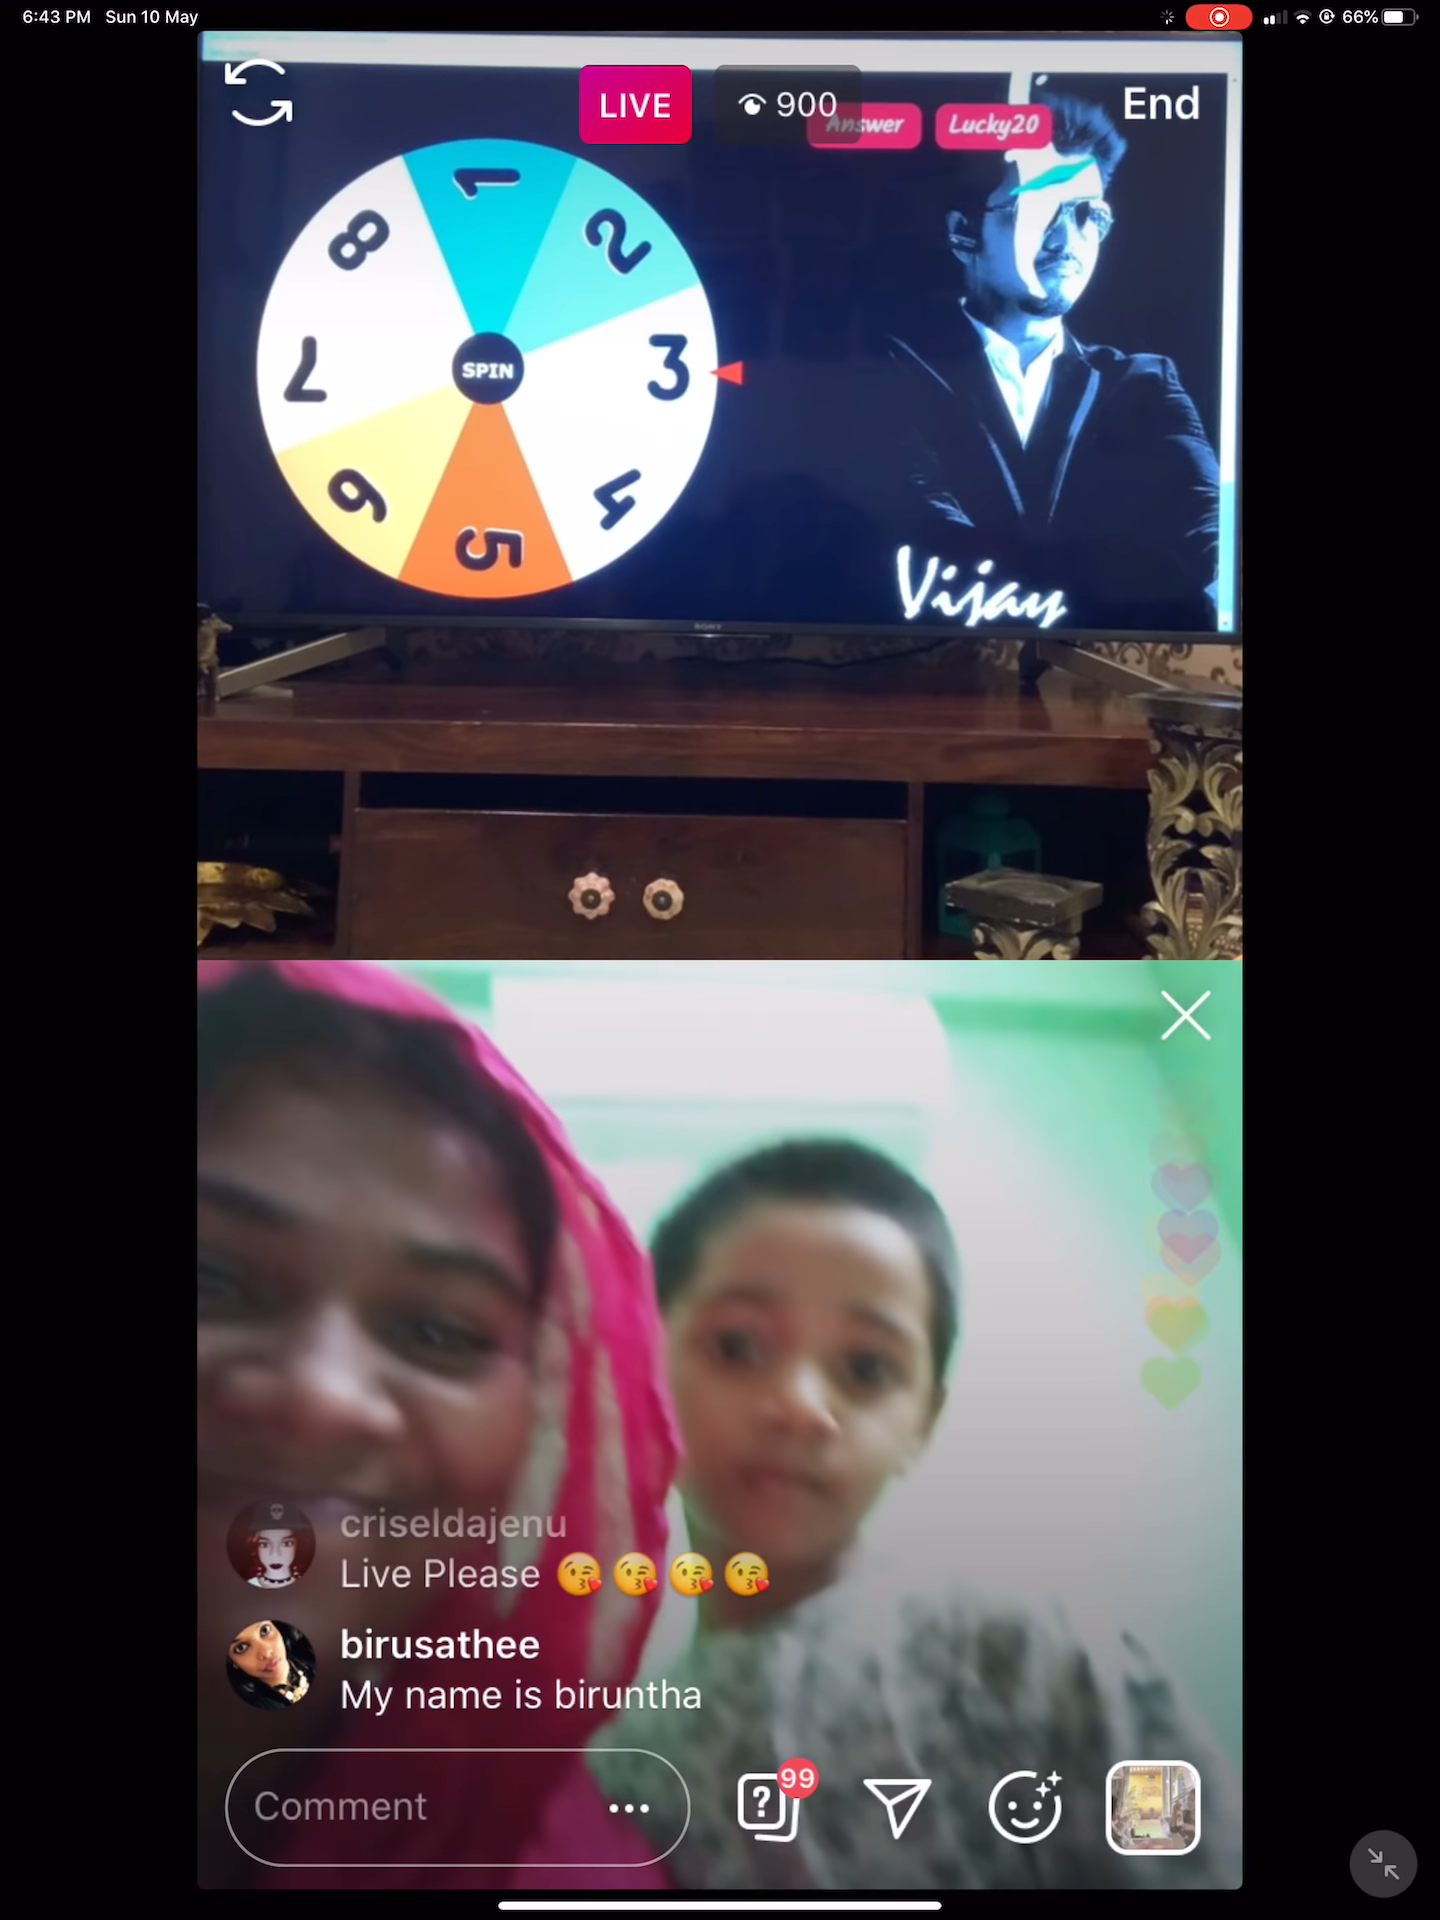 6:43 PM Sun 10 May
66%
LIVE
900
End
Answer
Lucky20
1
2
3
4
5
6
7
8
SPIN
Vijay
SONY
criseldajenu
Live Please 😘 😘 😘 😘
birusathee
My name is biruntha
Comment
99